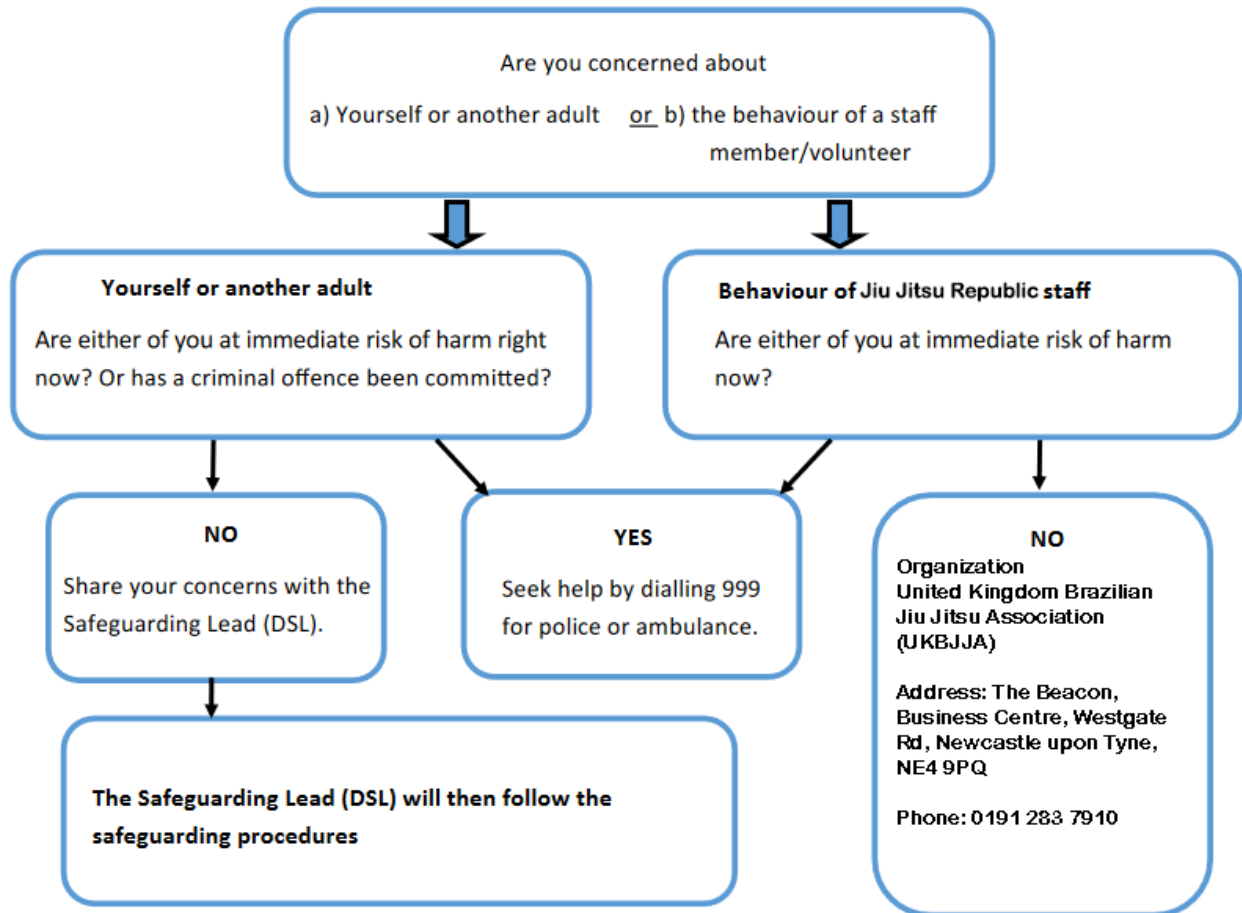 Are you concerned about
a) Yourself or another adult or b) the behaviour of a staff
member/volunteer
Yourself or another adult
Are either of you at immediate risk of harm right
now? Or has a criminal offence been committed?
Behaviour of Jiu Jitsu Republic staff
Are either of you at immediate risk of harm
now?
NO
Share your concerns with the
Safeguarding Lead (DSL).
YES
Seek help by dialling 999
for police or ambulance.
NO
Organization
United Kingdom Brazilian
Jiu Jitsu Association
(UKBJJA)
Address: The Beacon,
Business Centre, Westgate
Rd, Newcastle upon Tyne,
NE4 9PQ
Phone: 0191 283 7910
The Safeguarding Lead (DSL) will then follow the
safeguarding procedures